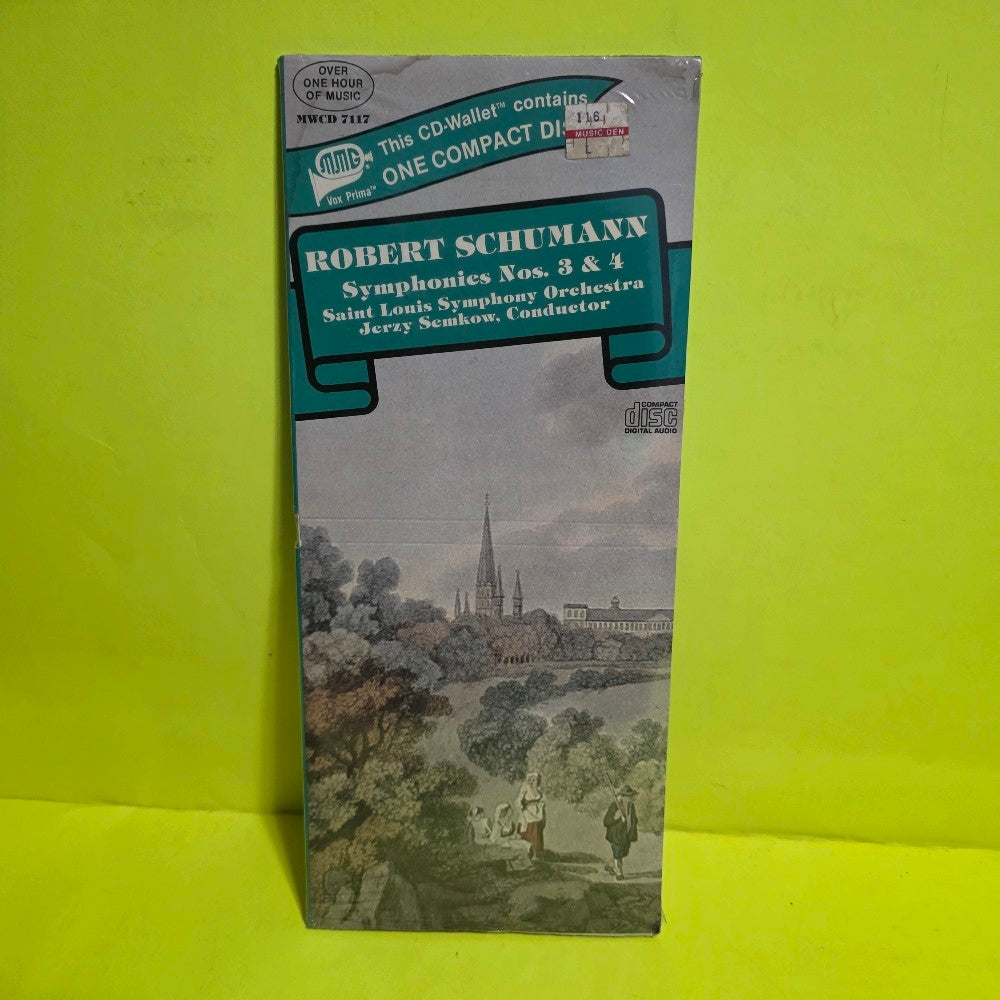 OVER
ONE HOUR
OF MUSIC
MWCD 7117
This CD-Wallet™ contains
ONE COMPACT
MMG
Vox Prima™
116
MUSIC DEN
L
ROBERT SCHUMANN
Symphonies Nos. 3 & 4
Saint Louis Symphony Orchestra
Jerzy Semkow, Conductor
COMPACT
disc
DIGITAL AUDIO